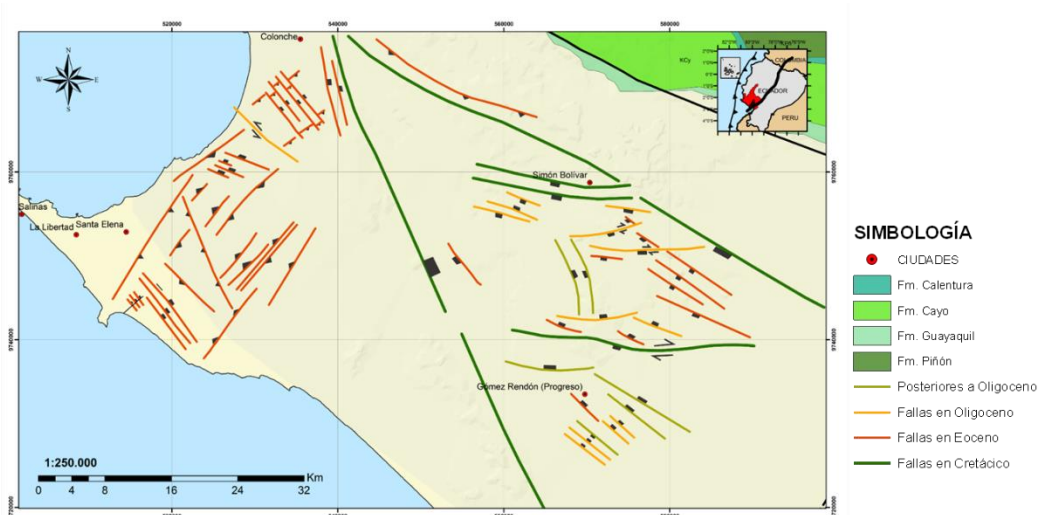 520000 540000 560000 580000
Colonche
N
W E
S
KCy
COLOMBIA
ECUADOR
PERU
9760000
Simón Bolívar
Salinas
La Libertad
Santa Elena
9740000
Gómez Rendón (Progreso)
1:250.000
Km
0 4 8 16 24 32
SIMBOLOGÍA
CIUDADES
Fm. Calentura
Fm. Cayo
Fm. Guayaquil
Fm. Piñón
Posteriores a Oligoceno
Fallas en Oligoceno
Fallas en Eoceno
Fallas en Cretácico